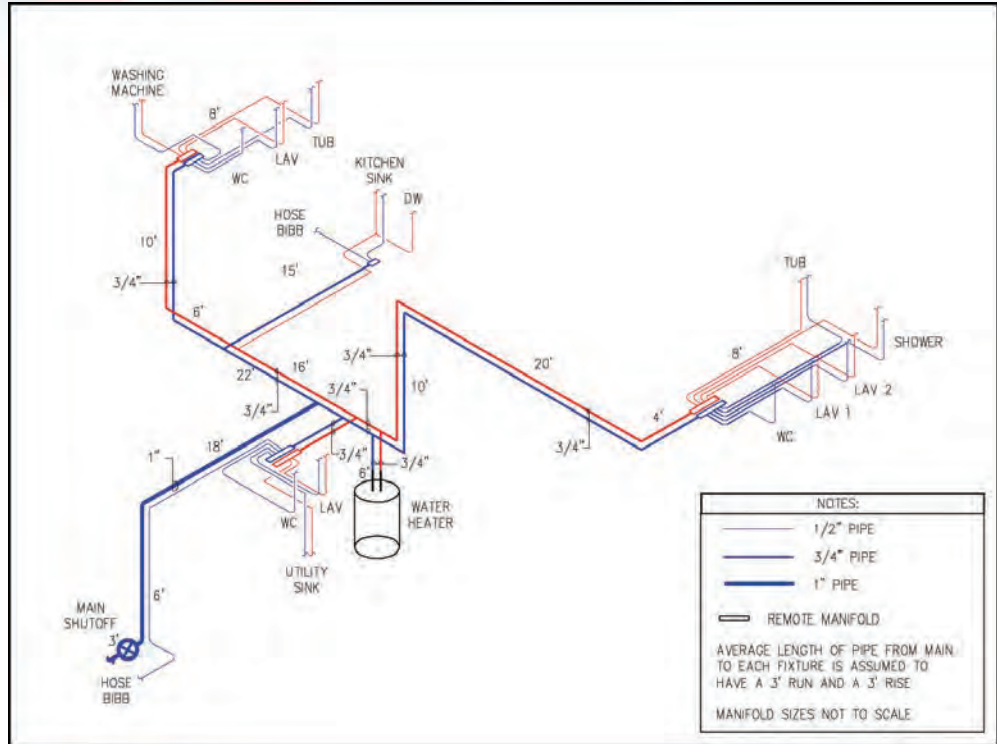 WASHING
MACHINE
8'
TUB
LAV
WC
KITCHEN
SINK
DW
HOSE
BIBB
10'
15'
3/4"
6'
TUB
3/4"
20'
8'
SHOWER
16'
22'
3/4"
10'
LAV 2
3/4"
4'
LAV 1
3/4"
WC
18'
3/4"
3/4"
1"
6'
LAV
WC
WATER
HEATER
UTILITY
SINK
6'
MAIN
SHUTOFF
3'
HOSE
BIBB
NOTES:
1/2" PIPE
3/4" PIPE
1" PIPE
REMOTE MANIFOLD
AVERAGE LENGTH OF PIPE FROM MAIN
TO EACH FIXTURE IS ASSUMED TO
HAVE A 3' RUN AND A 3' RISE
MANIFOLD SIZES NOT TO SCALE